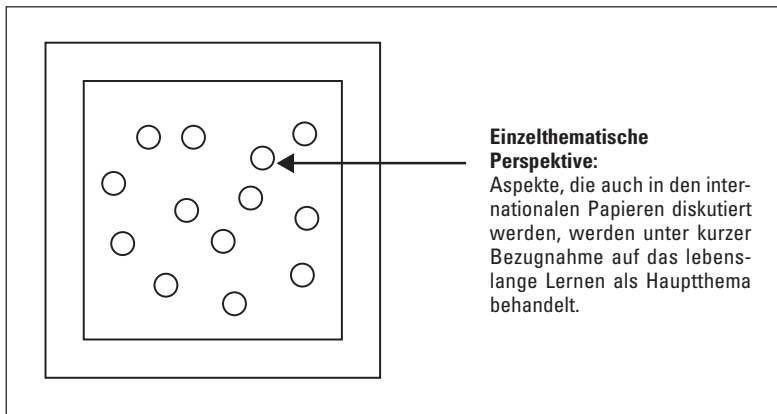 Einzelthematische
Perspektive:
Aspekte, die auch in den inter-
nationalen Papieren diskutiert
werden, werden unter kurzer
Bezugnahme auf das lebens-
lange Lernen als Hauptthema
behandelt.